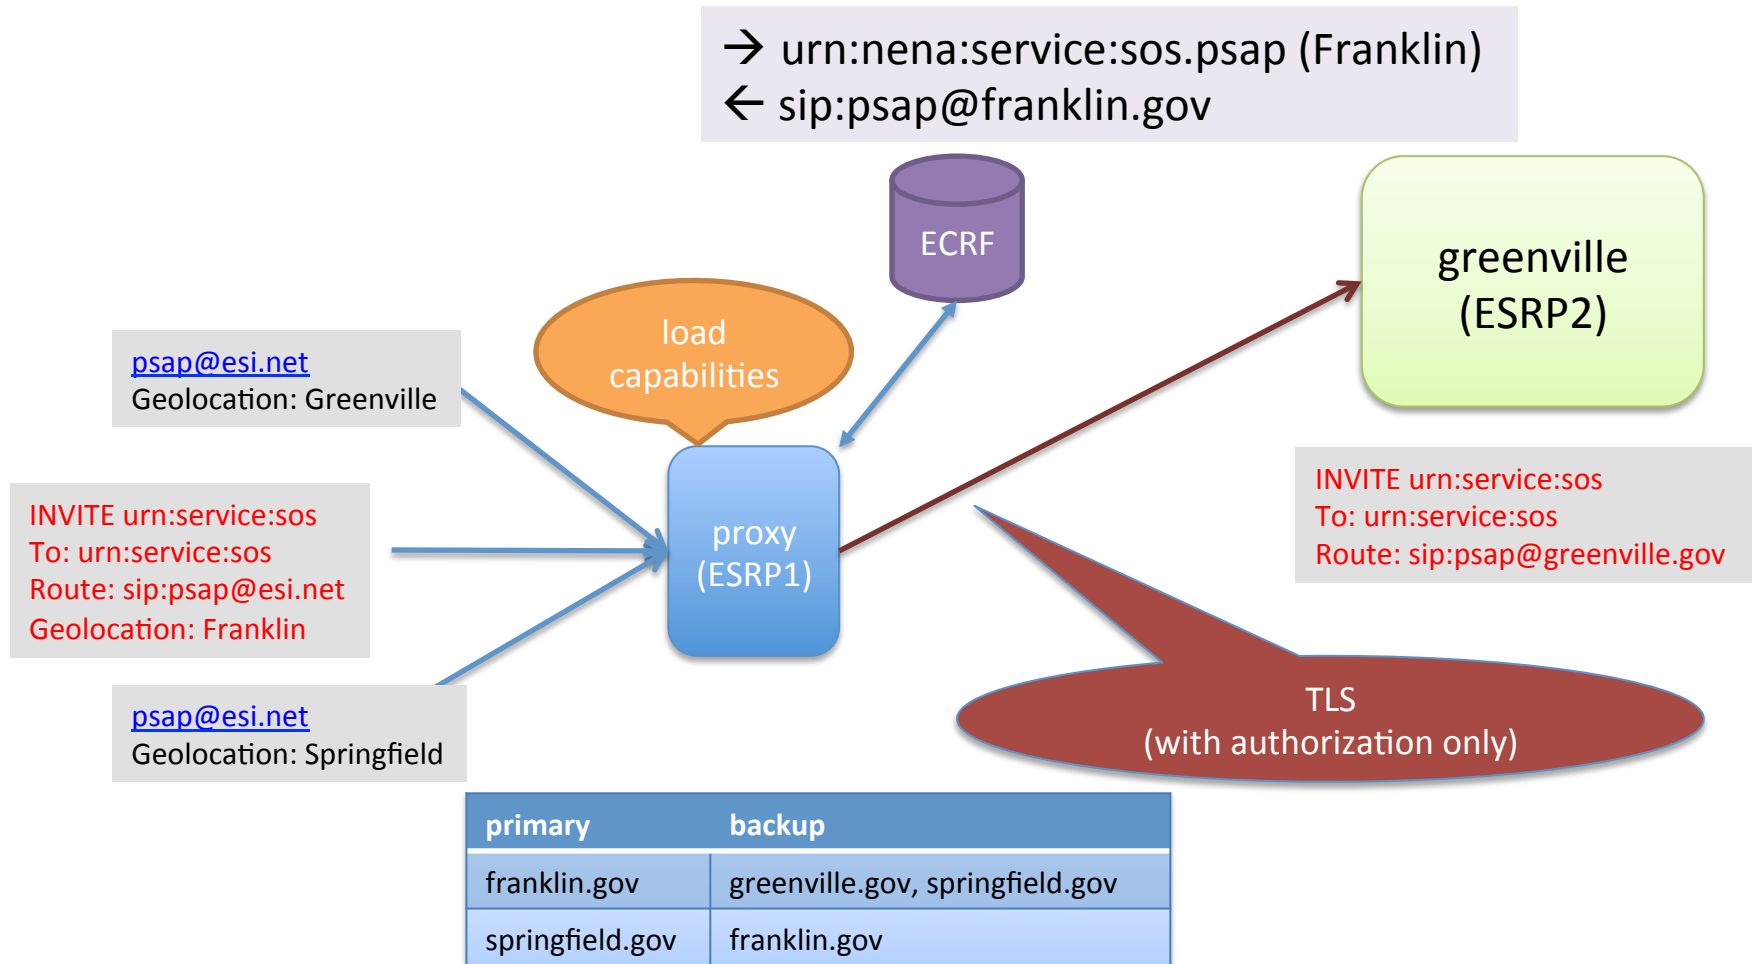 → urn:nena:service:sos.psap (Franklin)
← sip:psap@franklin.gov
ECRF
greenville
(ESRP2)
load
capabilities
psap@esi.net
Geolocation: Greenville
INVITE urn:service:sos
To: urn:service:sos
Route: sip:psap@esi.net
Geolocation: Franklin
proxy
(ESRP1)
INVITE urn:service:sos
To: urn:service:sos
Route: sip:psap@greenville.gov
psap@esi.net
Geolocation: Springfield
TLS
(with authorization only)
primary backup
franklin.gov greenville.gov, springfield.gov
springfield.gov franklin.gov